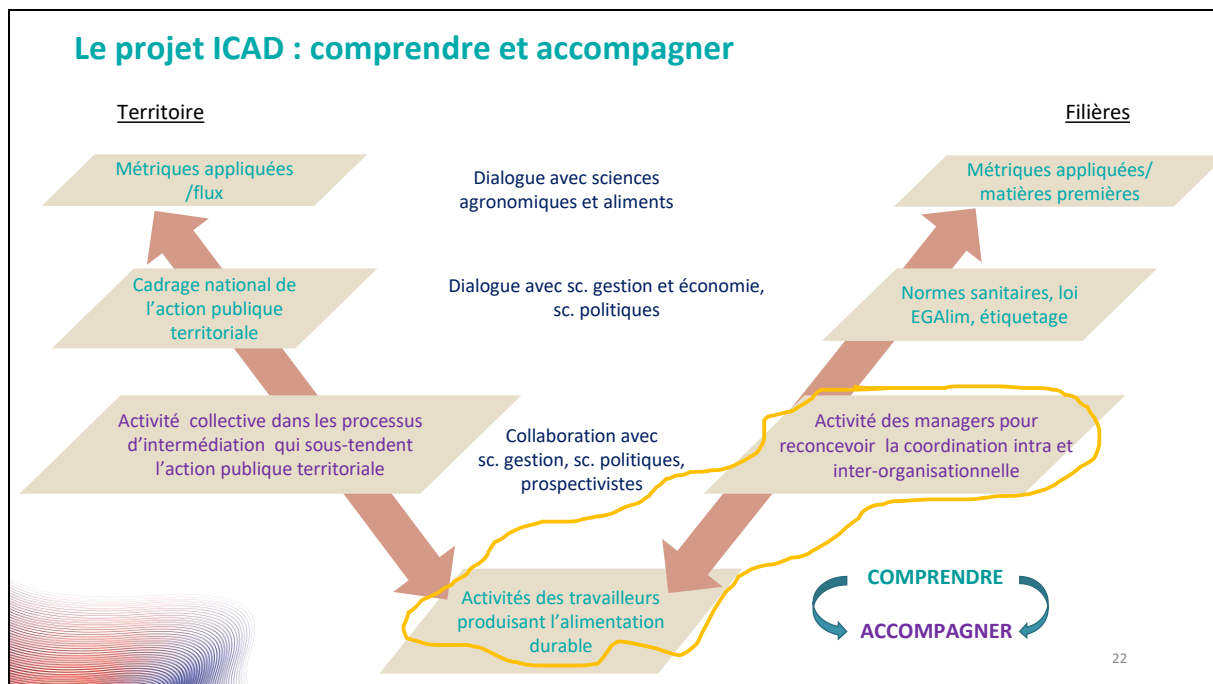 Le projet ICAD : comprendre et accompagner
Territoire
Filières
Métriques appliquées
/flux
Dialogue avec sciences
agronomiques et aliments
Métriques appliquées/
matières premières
Cadrage national de
l'action publique
territoriale
Dialogue avec sc. gestion et économie,
sc. politiques
Normes sanitaires, loi
EGAlim, étiquetage
Activité collective dans les processus
d'intermédiation qui sous-tendent
l'action publique territoriale
Collaboration avec
sc. gestion, sc. politiques,
prospectivistes
Activité des managers pour
reconcevoir la coordination intra et
inter-organisationnelle
Activités des travailleurs
produisant l'alimentation
durable
COMPRENDRE
ACCOMPAGNER
22